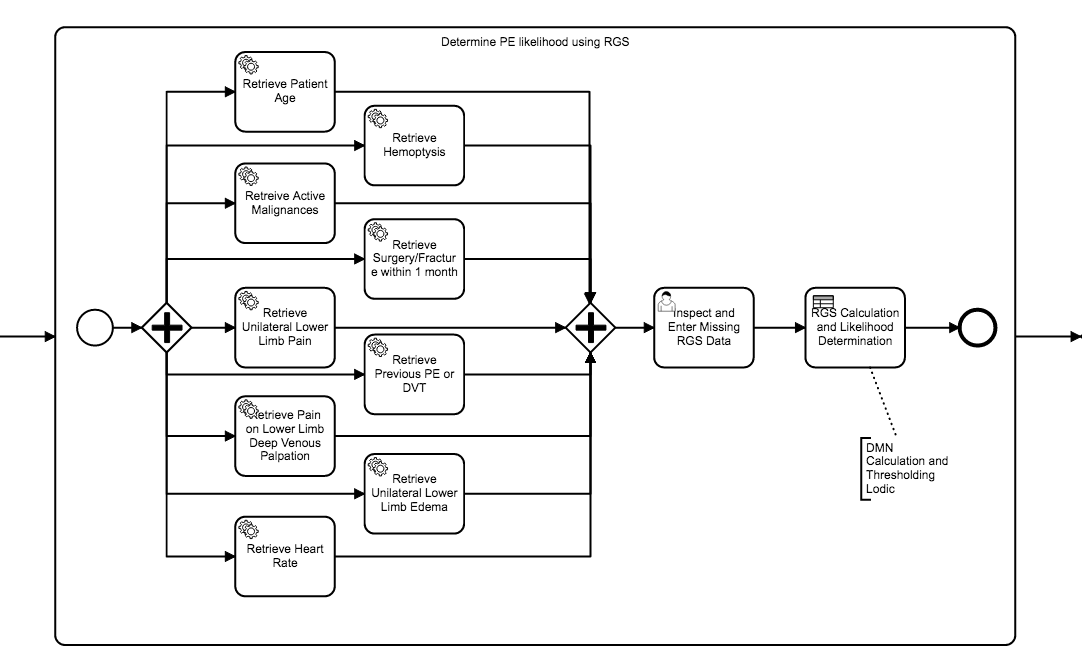 Determine PE likelihood using RGS
Retrieve Patient
Age
Retrieve
Hemoptysis
Retreive Active
Malignances
Retrieve
Surgery/Fractur
e within 1 month
Retrieve
Unilateral Lower
Limb Pain
Retrieve
Previous PE or
DVT
Retrieve Pain
on Lower Limb
Deep Venous
Palpation
Retrieve
Unilateral Lower
Limb Edema
Retrieve Heart
Rate
Inspect and
Enter Missing
RGS Data
RGS Calculation
and Likelihood
Determination
DMN
Calculation and
Thresholding
Logic